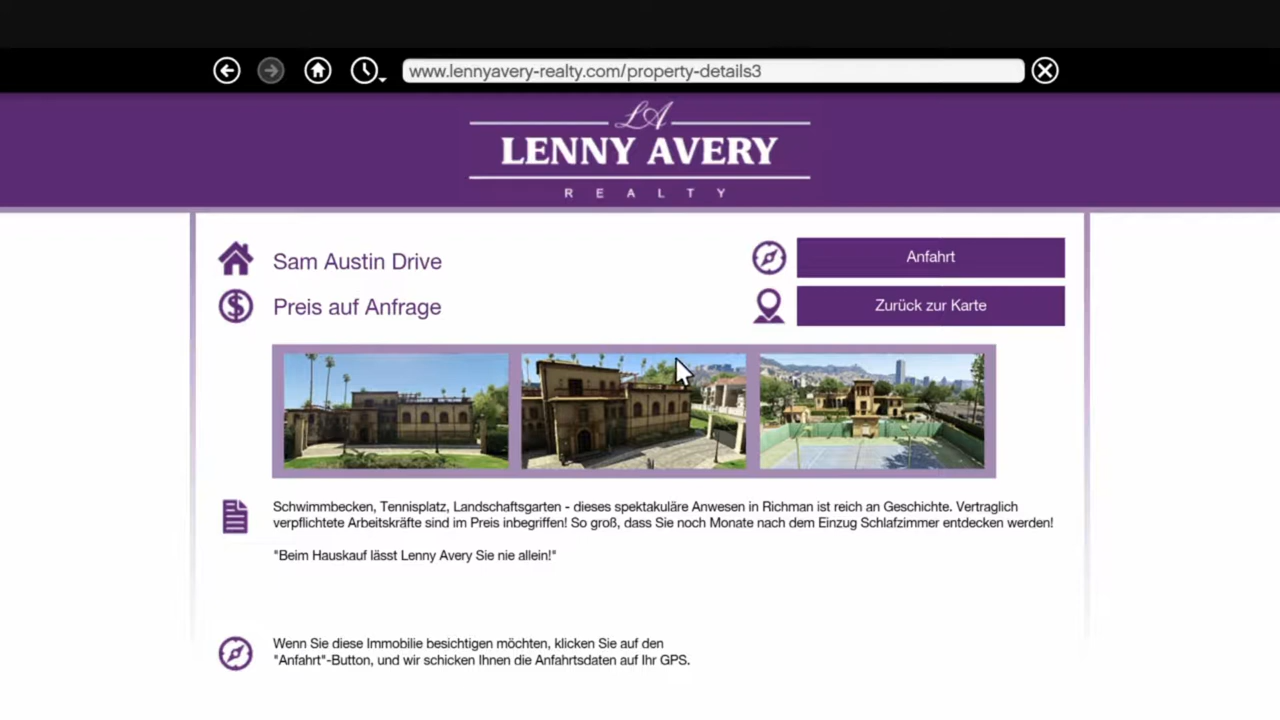 www.lennyavery-realty.com/property-details3
LA
LENNY AVERY
REALTY
Sam Austin Drive
Anfahrt
Preis auf Anfrage
Zurück zur Karte
Schwimmbecken, Tennisplatz, Landschaftsgarten - dieses spektakuläre Anwesen in Richman ist reich an Geschichte. Vertraglich
verpflichtete Arbeitskräfte sind im Preis inbegriffen! So groß, dass Sie noch Monate nach dem Einzug Schlafzimmer entdecken werden!
"Beim Hauskauf lässt Lenny Avery Sie nie allein!"
Wenn Sie diese Immobilie besichtigen möchten, klicken Sie auf den
"Anfahrt"-Button, und wir schicken Ihnen die Anfahrtsdaten auf Ihr GPS.